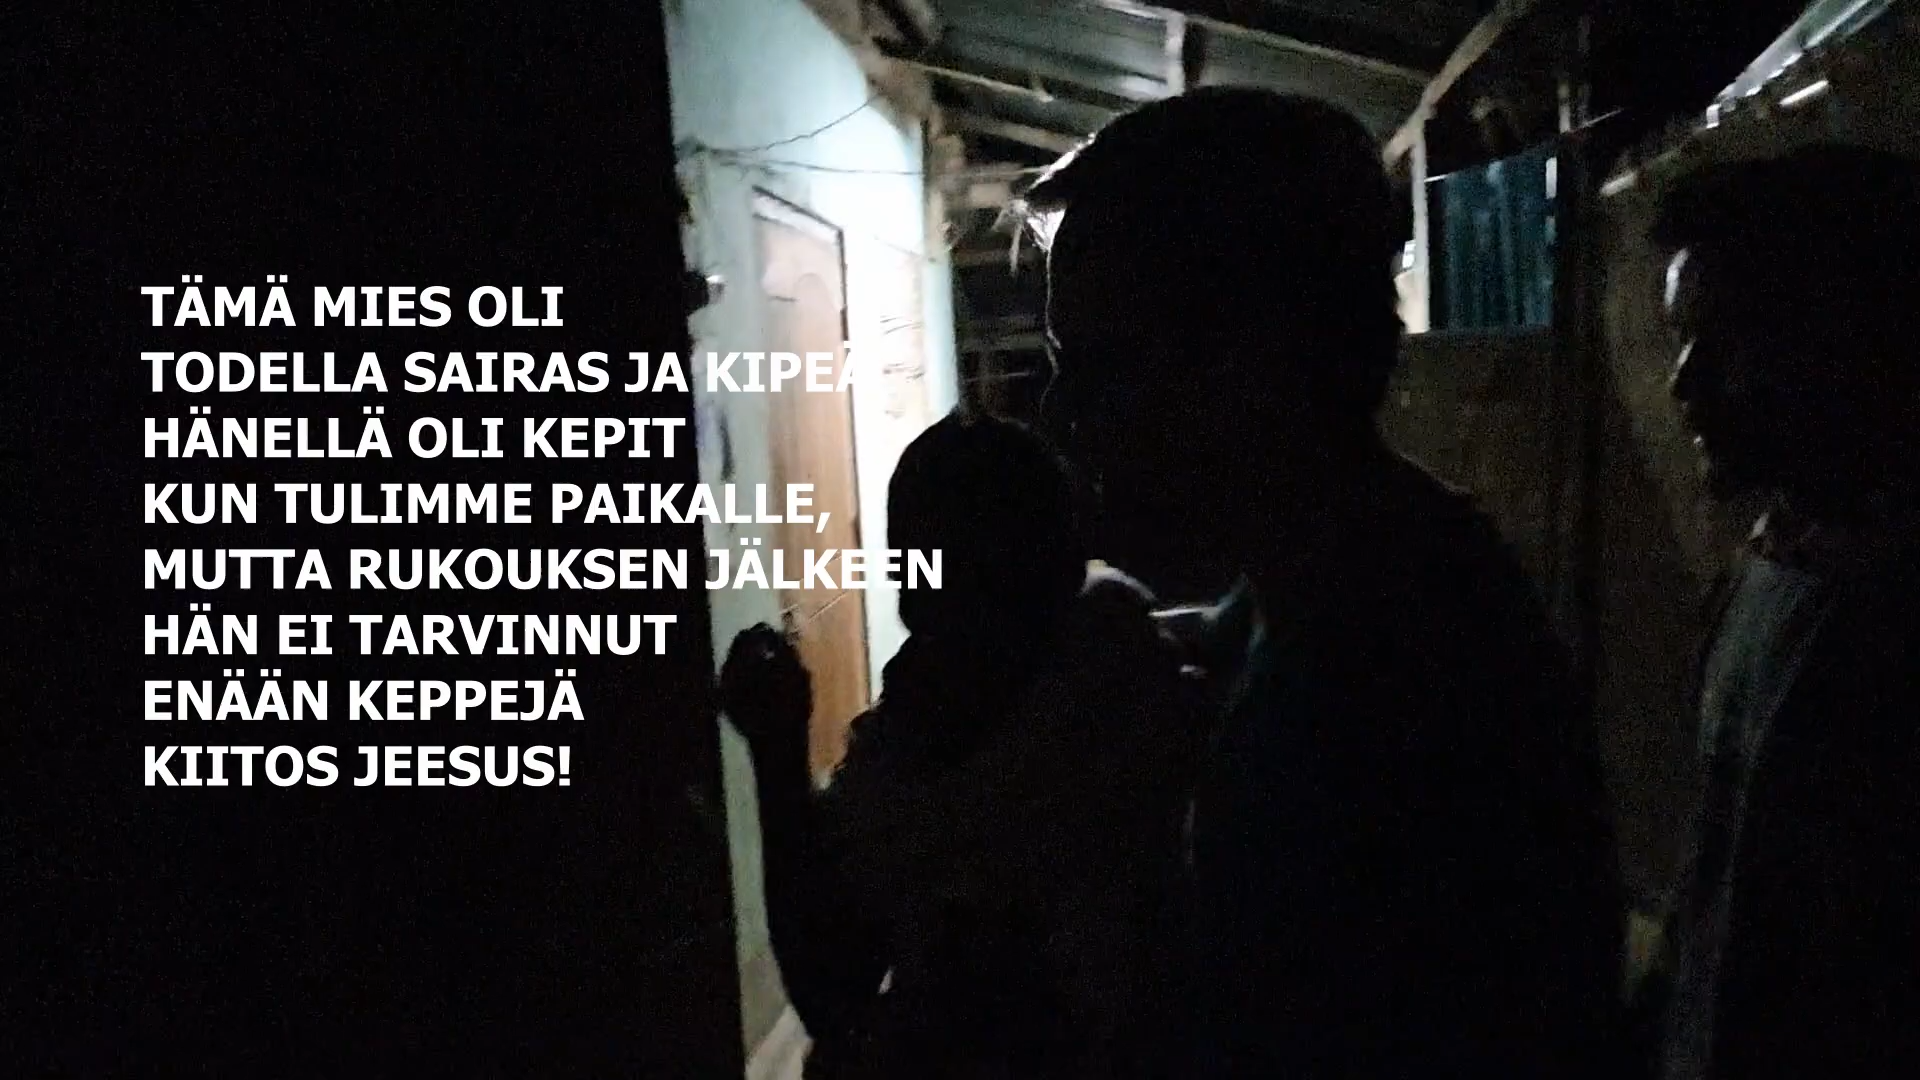 TÄMÄ MIES OLI
TODELLA SAIRAS JA KIPEÄ
HÄNELLÄ OLI KEPIT
KUN TULIMME PAIKALLE,
MUTTA RUKOUKSEN JÄLKEEN
HÄN EI TARVINNUT
ENÄÄN KEPPEJÄ
KIITOS JEESUS!